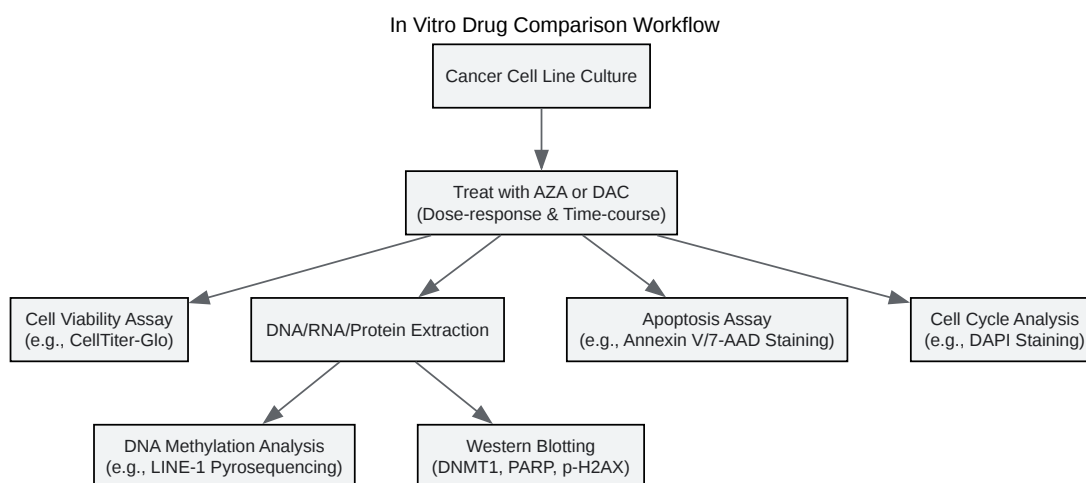 In Vitro Drug Comparison Workflow
Cancer Cell Line Culture
Treat with AZA or DAC
(Dose-response & Time-course)
Cell Viability Assay
(e.g., CellTiter-Glo)
DNA/RNA/Protein Extraction
Apoptosis Assay
(e.g., Annexin V/7-AAD Staining)
Cell Cycle Analysis
(e.g., DAPI Staining)
DNA Methylation Analysis
(e.g., LINE-1 Pyrosequencing)
Western Blotting
(DNMT1, PARP, p-H2AX)